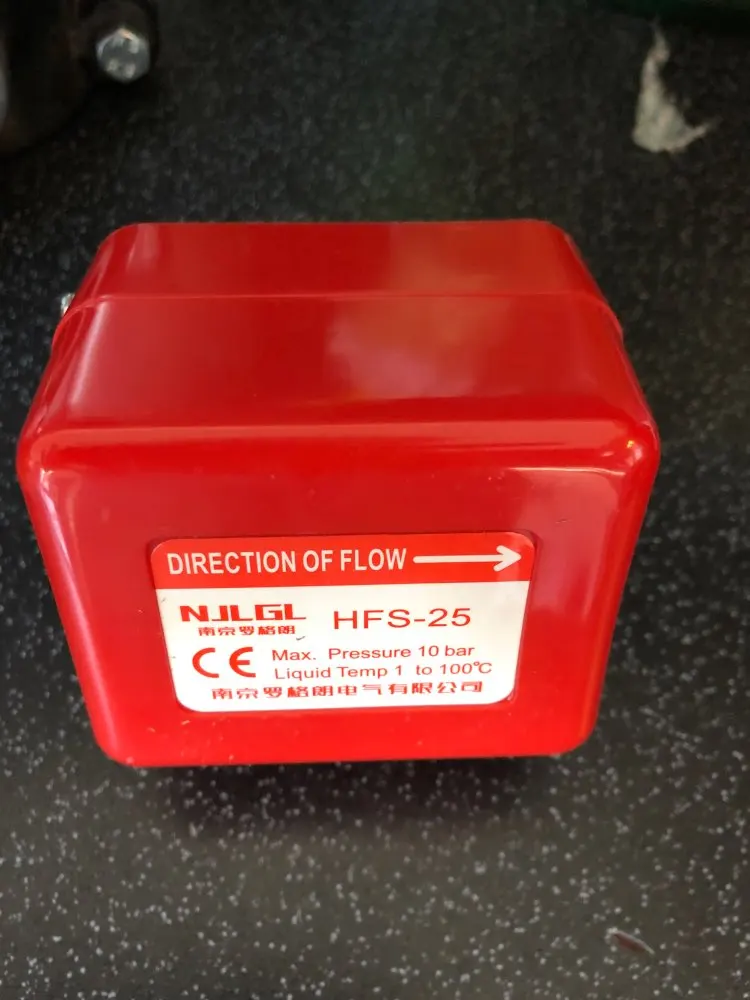 DIRECTION OF FLOW
NJLGL
南京罗格朗
HFS-25
CE
Max. Pressure 10 bar
Liquid Temp 1 to 100℃
南京罗格朗电气有限公司